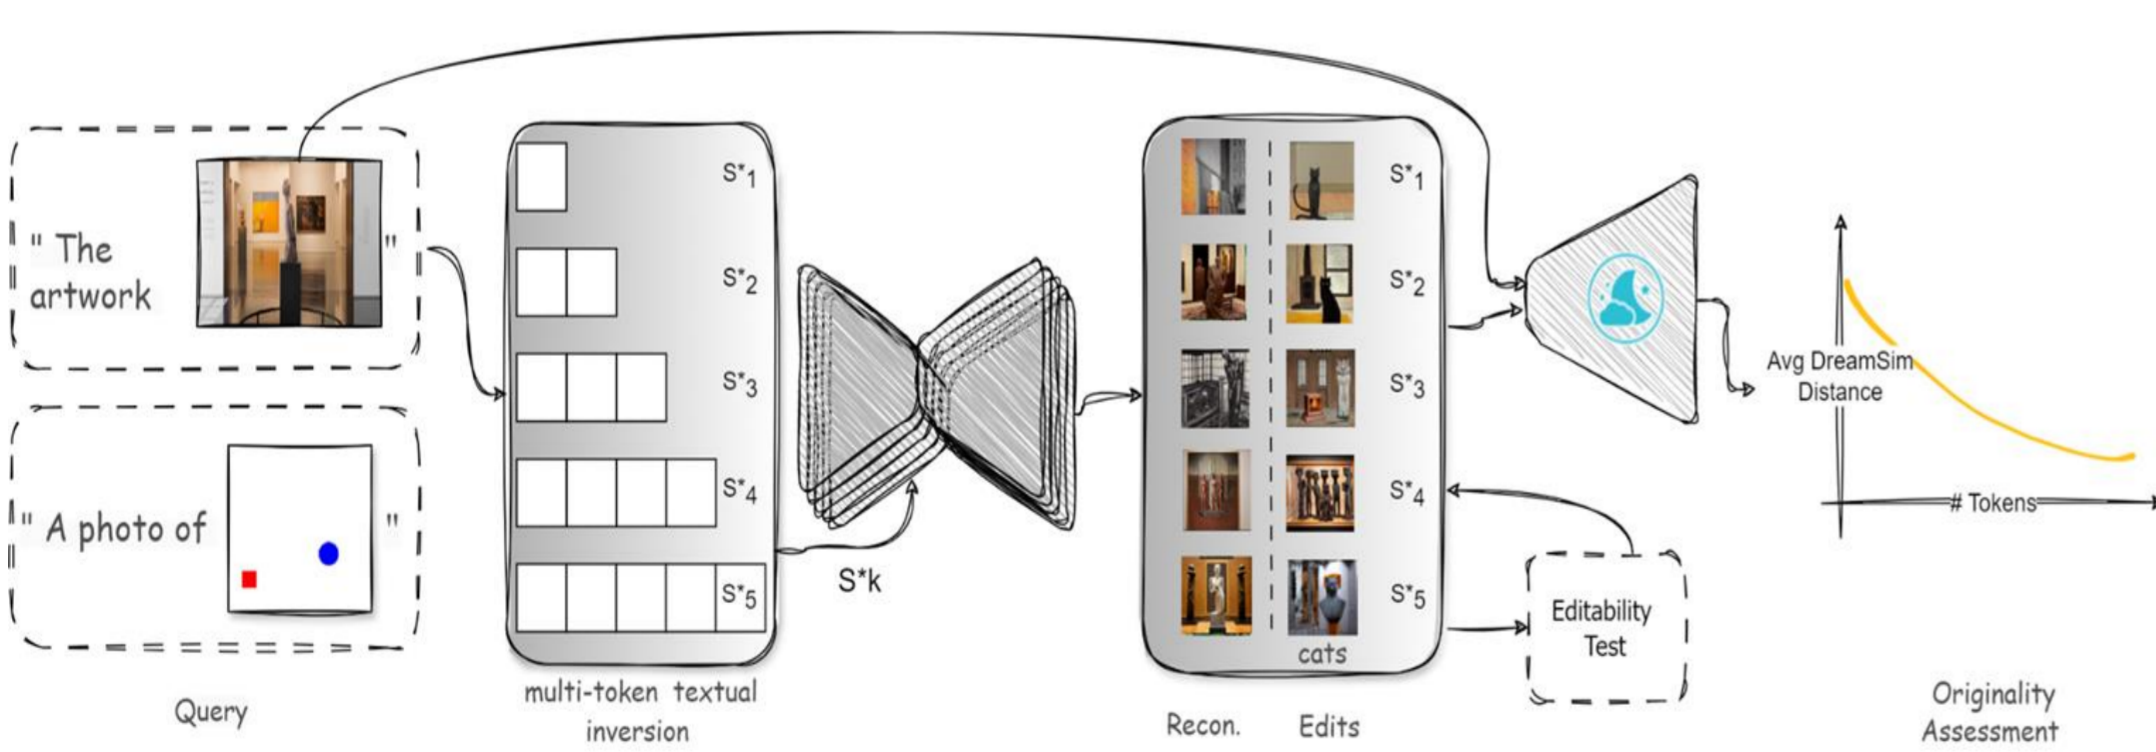 " The
artwork
"
" A photo of
"
Query
S*1
S*2
S*3
S*4
S*5
multi-token textual
inversion
S*k
S*1
S*2
S*3
S*4
S*5
cats
Recon.
Edits
Editability
Test
Avg DreamSim
Distance
# Tokens
Originality
Assessment